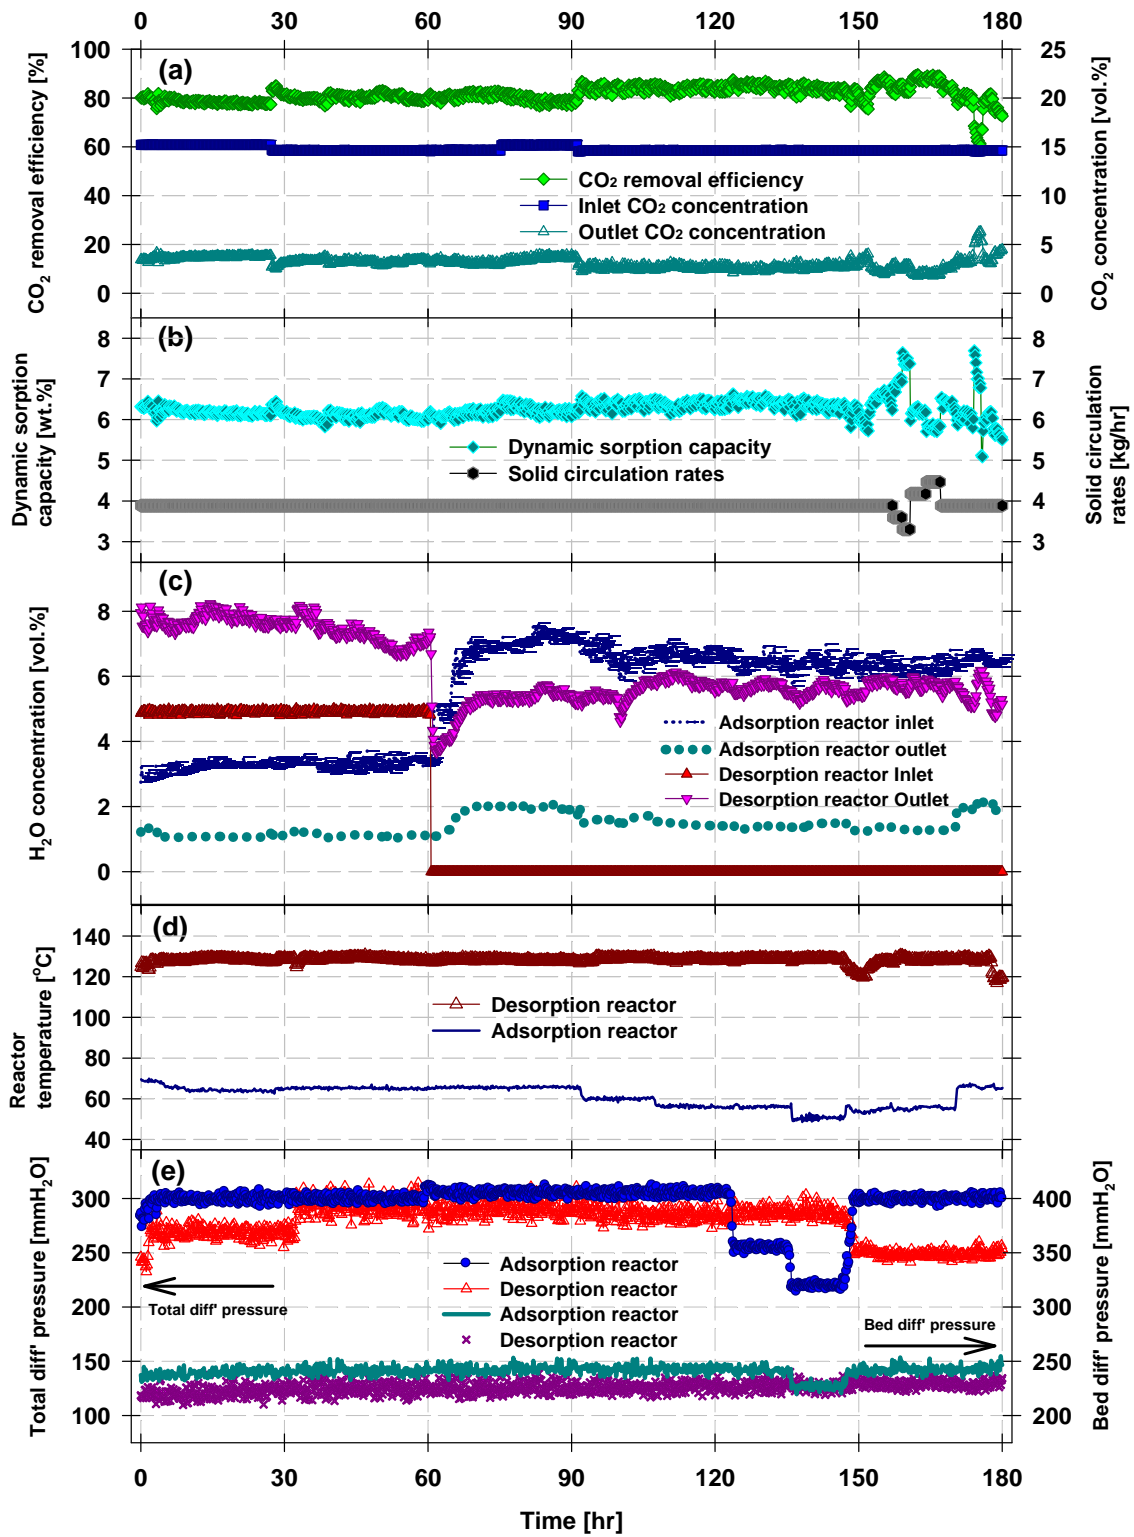 0 30 60 90 120 150 180
(a)
CO2 removal efficiency [%]
100
80
60
40
20
0
25
20
15
10
5
0
CO2 concentration [vol.%]
CO2 removal efficiency
Inlet CO2 concentration
Outlet CO2 concentration
(b)
Dynamic sorption
capacity [wt.%]
8
7
6
5
4
3
8
7
6
5
4
3
Solid circulation
rates [kg/hr]
Dynamic sorption capacity
Solid circulation rates
(c)
H2O concentration [vol.%]
8
6
4
2
0
Adsorption reactor inlet
Adsorption reactor outlet
Desorption reactor Inlet
Desorption reactor Outlet
(d)
Reactor
temperature [oC]
140
120
100
80
60
40
Desorption reactor
Adsorption reactor
(e)
Total diff' pressure [mmH2O]
300
250
200
150
100
400
350
300
250
200
Bed diff' pressure [mmH2O]
Adsorption reactor
Desorption reactor
Adsorption reactor
Desorption reactor
Total diff' pressure
Bed diff' pressure
0 30 60 90 120 150 180
Time [hr]